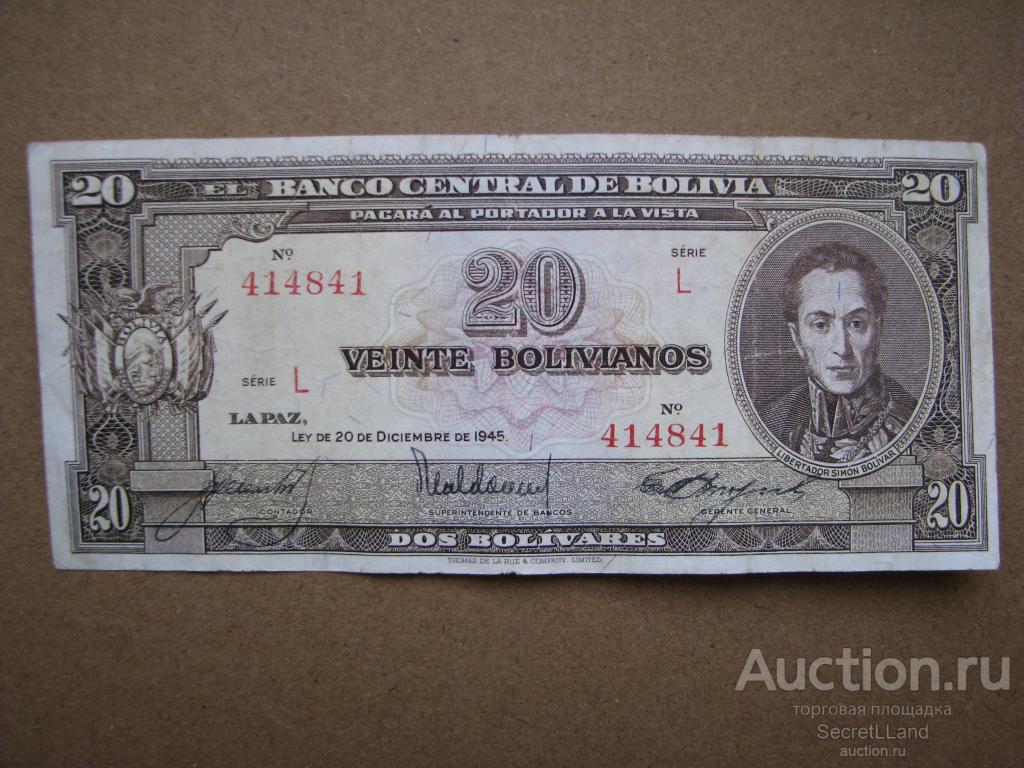 20 EL BANCO CENTRAL DE BOLIVIA 20
PAGARÁ AL PORTADOR A LA VISTA
Nº
414841
20
SÉRIE
L
VEINTE BOLIVIANOS
SÉRIE L
LA PAZ,
LEY DE 20 DE DICIEMBRE DE 1945.
Nº
414841
LIBERTADOR SIMON BOLIVAR
CONTADOR
SUPERINTENDENTE DE BANCOS
GERENTE GENERAL
20 DOS BOLIVARES 20
THOMAS DE LA RUE & COMPANY, LIMITED.
Auction.ru
торговая площадка
SecretLLand
auction.ru